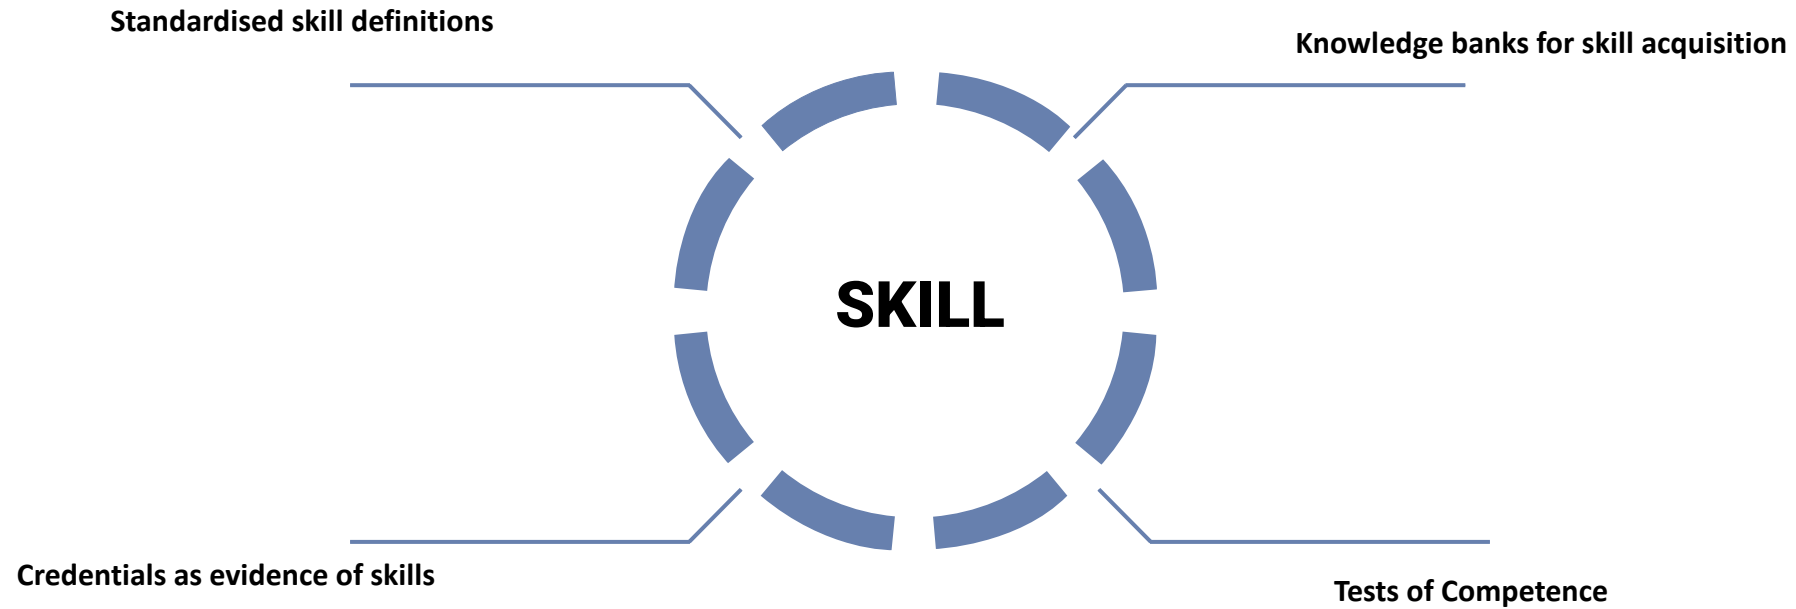 Standardised skill definitions
Knowledge banks for skill acquisition
SKILL
Credentials as evidence of skills
Tests of Competence